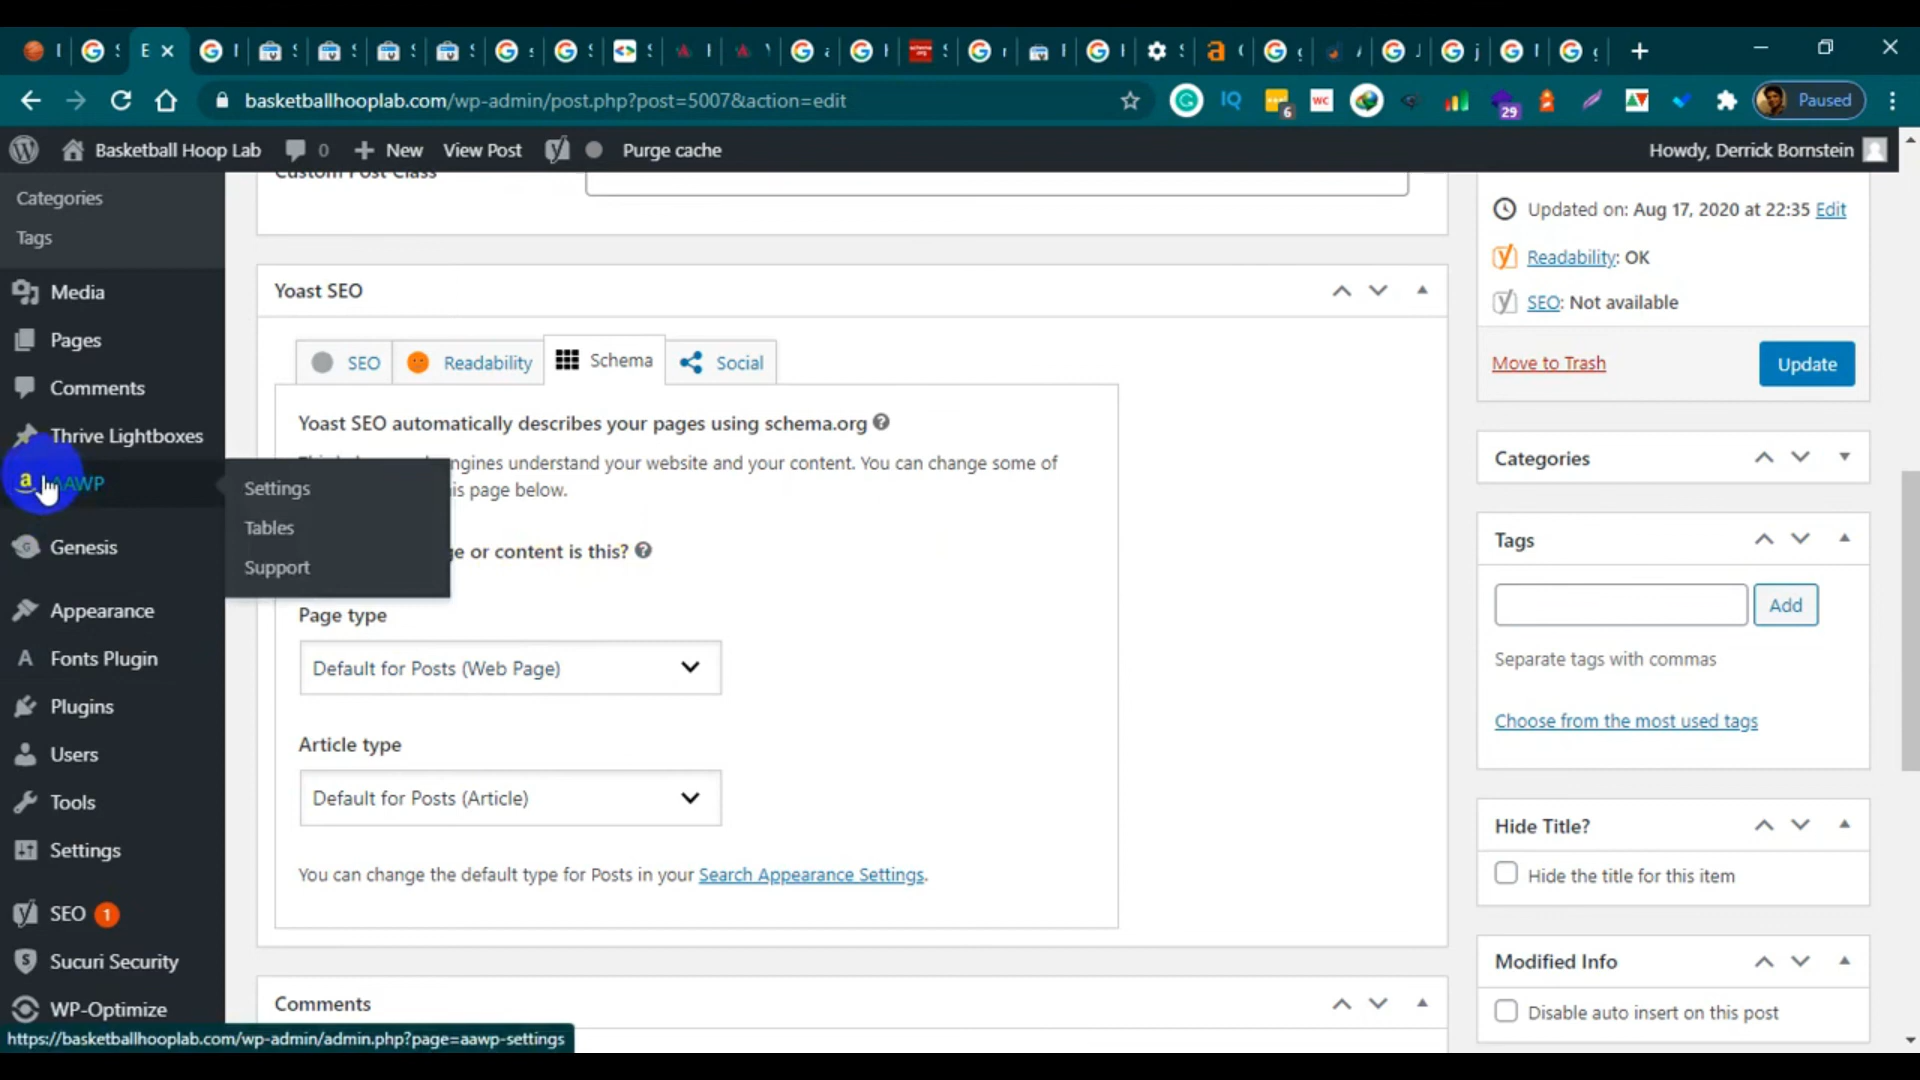 basketballhooplab.com/wp-admin/post.php?post=5007&action=edit
6
WC
29
Paused
Basketball Hoop Lab
0
New
View Post
Purge cache
Howdy, Derrick Bornstein
Categories
Tags
Media
Pages
Comments
Thrive Lightboxes
AAWP
Settings
Tables
Support
Genesis
Appearance
Fonts Plugin
Plugins
Users
Tools
Settings
SEO 1
Sucuri Security
WP-Optimize
https://basketballhooplab.com/wp-admin/admin.php?page=aawp-settings
Custom Post Class
Yoast SEO
SEO
Readability
Schema
Social
Yoast SEO automatically describes your pages using schema.org
ngines understand your website and your content. You can change some of
is page below.
or content is this?
Page type
Default for Posts (Web Page)
Article type
Default for Posts (Article)
You can change the default type for Posts in your Search Appearance Settings.
Comments
Updated on: Aug 17, 2020 at 22:35 Edit
Readability: OK
SEO: Not available
Move to Trash
Update
Categories
Tags
Add
Separate tags with commas
Choose from the most used tags
Hide Title?
Hide the title for this item
Modified Info
Disable auto insert on this post